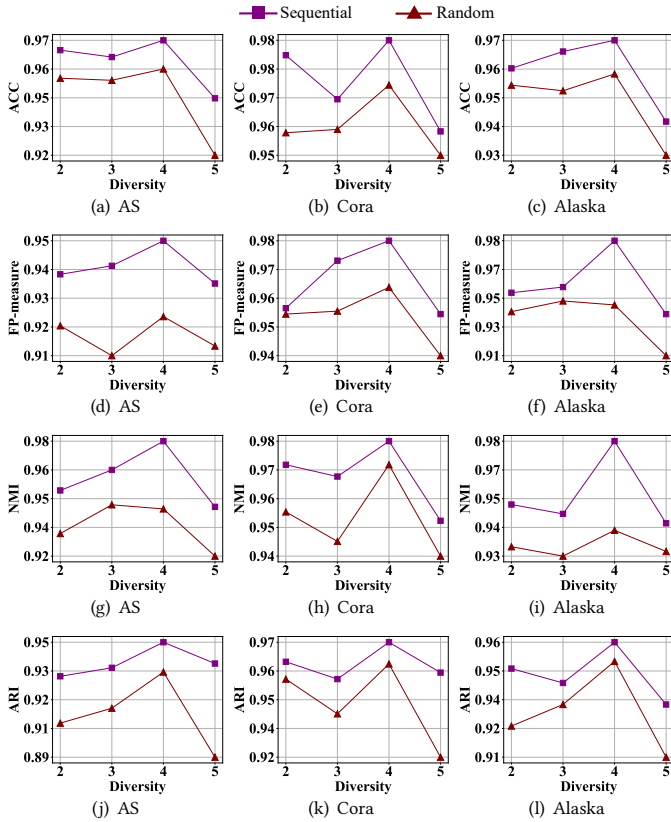 Sequential Random
0.97 0.96 0.95 0.93 0.92
ACC
2 3 4 5
Diversity
(a) AS
0.98 0.97 0.96 0.95
ACC
2 3 4 5
Diversity
(b) Cora
0.97 0.96 0.95 0.93
ACC
2 3 4 5
Diversity
(c) Alaska
0.95 0.94 0.93 0.92 0.91
FP-measure
2 3 4 5
Diversity
(d) AS
0.98 0.97 0.96 0.95 0.94
FP-measure
2 3 4 5
Diversity
(e) Cora
0.98 0.97 0.95 0.93 0.91
FP-measure
2 3 4 5
Diversity
(f) Alaska
0.98 0.96 0.95 0.94 0.92
NMI
2 3 4 5
Diversity
(g) AS
0.98 0.97 0.96 0.95 0.94
NMI
2 3 4 5
Diversity
(h) Cora
0.98 0.97 0.95 0.94 0.93
NMI
2 3 4 5
Diversity
(i) Alaska
0.95 0.93 0.92 0.91 0.89
ARI
2 3 4 5
Diversity
(j) AS
0.97 0.96 0.94 0.93 0.92
ARI
2 3 4 5
Diversity
(k) Cora
0.96 0.95 0.94 0.92 0.91
ARI
2 3 4 5
Diversity
(l) Alaska